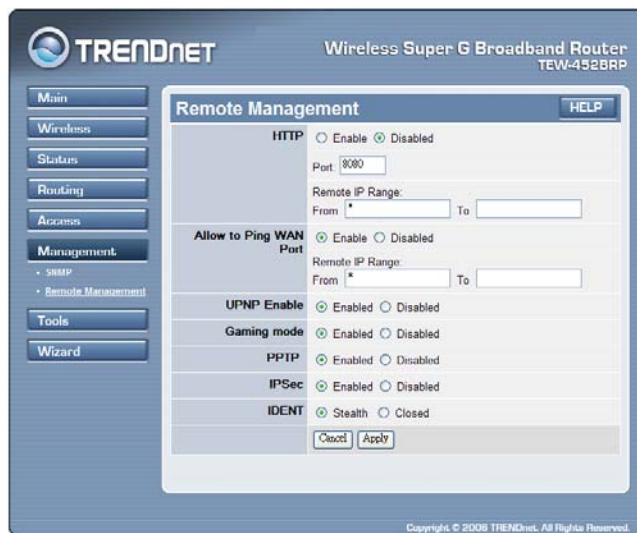 TRENDNET
Wireless Super G Broadband Router
TEW-452BRP
Main
Wireless
Status
Routing
Access
Management
• SNMP
• Remote Management
Tools
Wizard
Remote Management
HELP
HTTP
Enable Disabled
Port: 8080
Remote IP Range:
From * To
Allow to Ping WAN
Port
Enable Disabled
Remote IP Range:
From * To
UPNP Enable
Enabled Disabled
Gaming mode
Enabled Disabled
PPTP
Enabled Disabled
IPSec
Enabled Disabled
IDENT
Stealth Closed
Cancel Apply
Copyright © 2006 TRENDnet. All Rights Reserved.